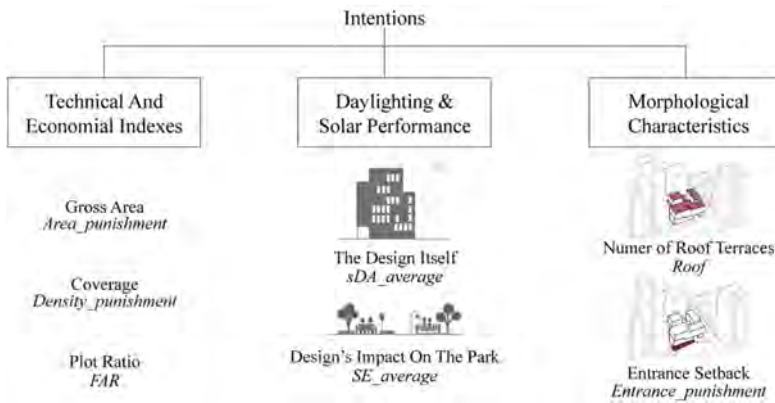 Intentions
Technical And
Economial Indexes
Gross Area
Area_punishment
Coverage
Density_punishment
Plot Ratio
FAR
Daylighting &
Solar Performance
The Design Itself
sDA_average
Design's Impact On The Park
SE_average
Morphological
Characteristics
Numer of Roof Terraces
Roof
Entrance Setback
Entrance_punishment